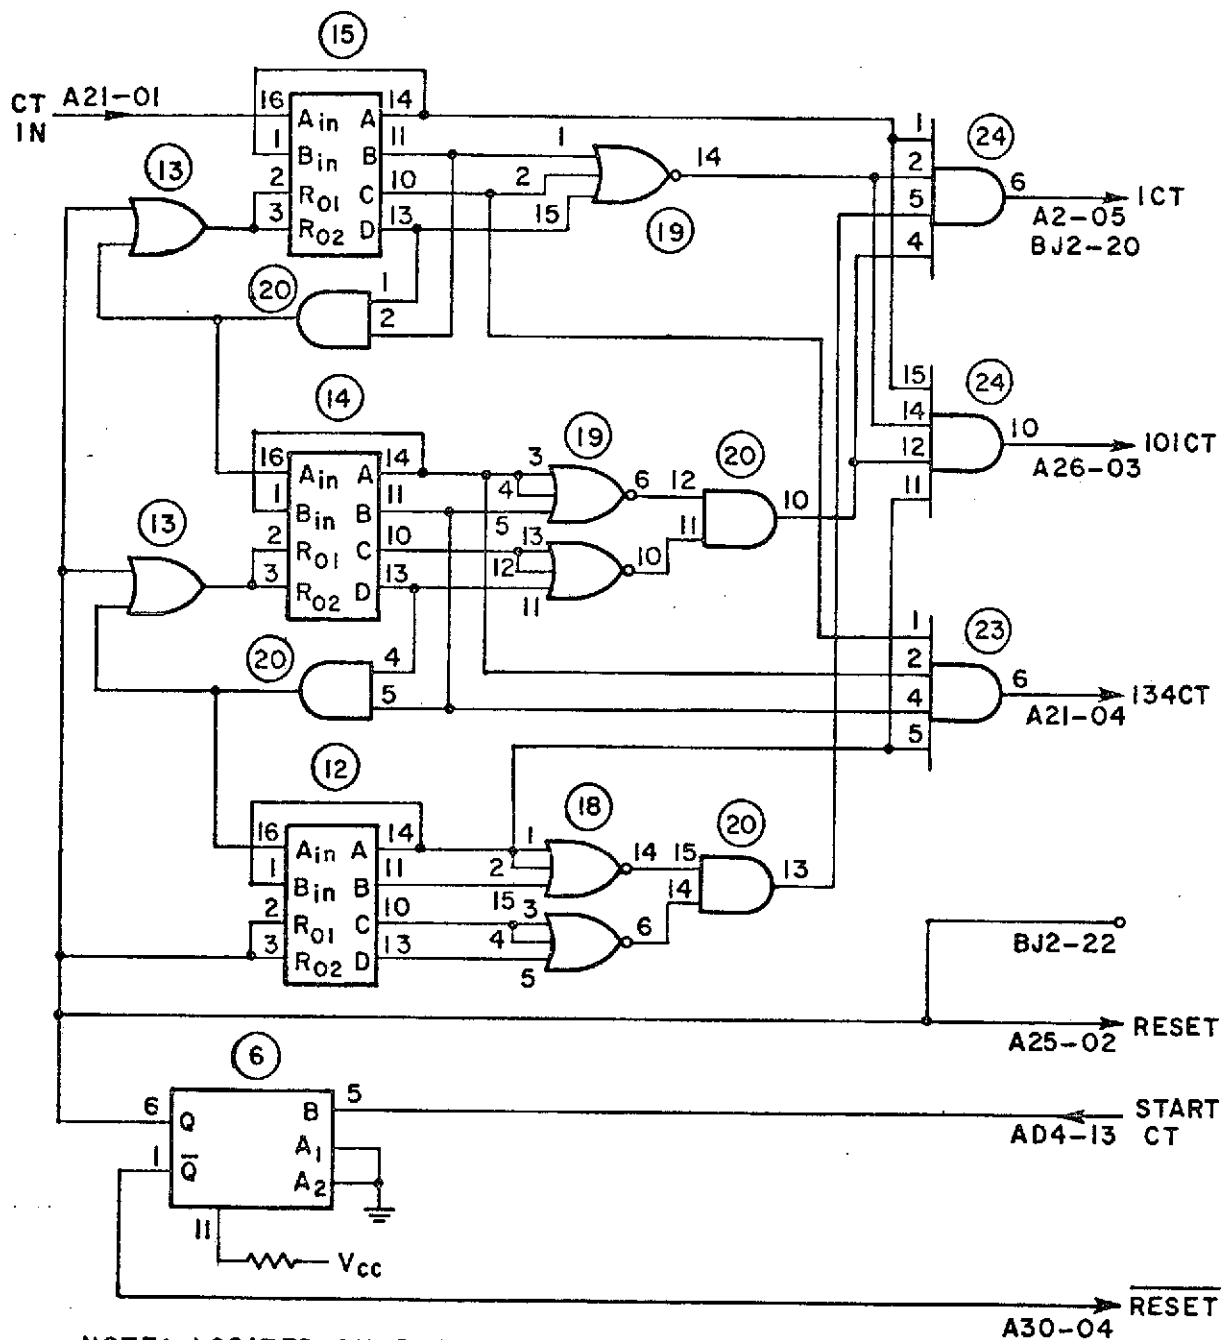 15
CT IN
A21-01
16 Ain A 14
1 Bin B 11
2 R01 C 10
3 R02 D 13
13
1
2
15
14
19
20
1
2
1
2
5
4
24
6
1CT
A2-05
BJ2-20
14
16 Ain A 14
1 Bin B 11
2 R01 C 10
3 R02 D 13
13
3
4
5
19
6
13
12
11
10
12
11
20
10
15
14
12
11
24
10
101CT
A26-03
20
4
5
1
2
4
5
23
6
134CT
A21-04
12
16 Ain A 14
1 Bin B 11
2 R01 C 10
3 R02 D 13
1
2
15
18
14
3
4
5
6
15
14
20
13
BJ2-22
RESET
A25-02
6
6 Q B 5
1 Q̅ A1
A2
11
Vcc
START CT
AD4-13
R̅E̅S̅E̅T̅
A30-04